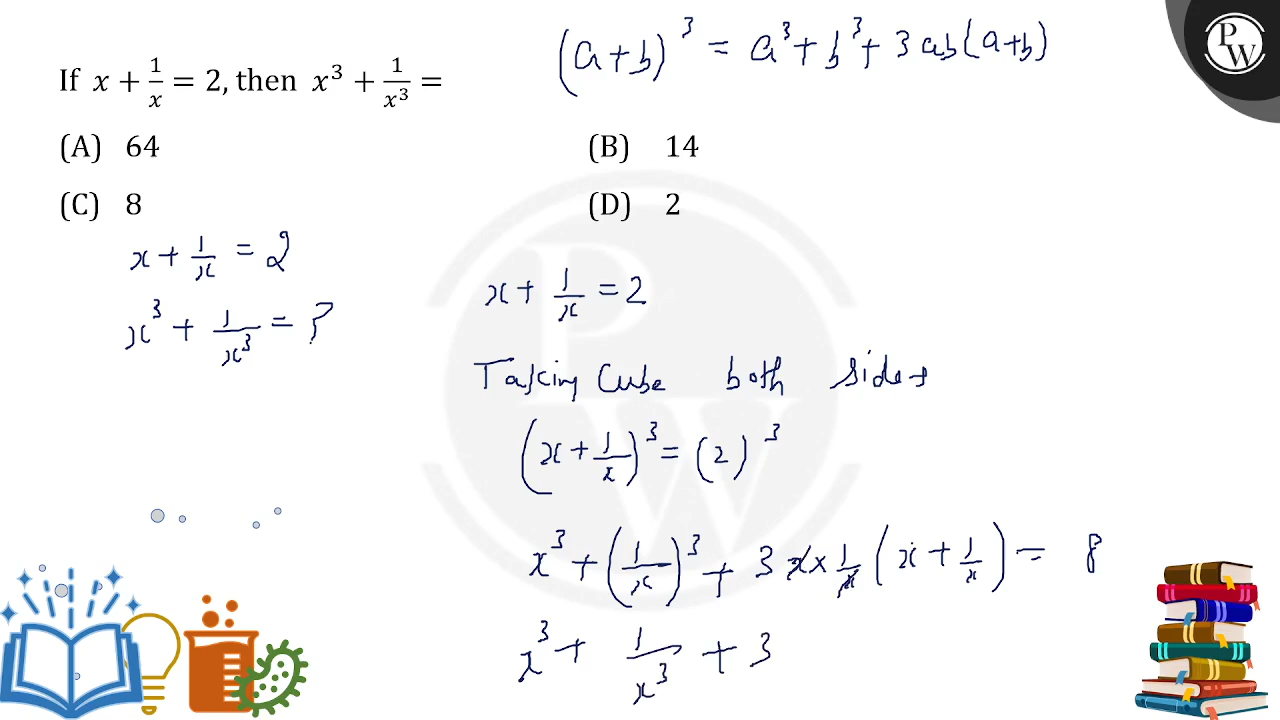 If x + 1/x = 2, then x³ + 1/x³ =
(A) 64
(B) 14
(C) 8
(D) 2
(a+b)³ = a³ + b³ + 3ab(a+b)
PW
x + 1/x = 2
x³ + 1/x³ = ?
x + 1/x = 2
Taking Cube both sides
(x + 1/x)³ = (2)³
x³ + (1/x)³ + 3 x × 1/x (x + 1/x) = 8
x³ + 1/x³ + 3
PW